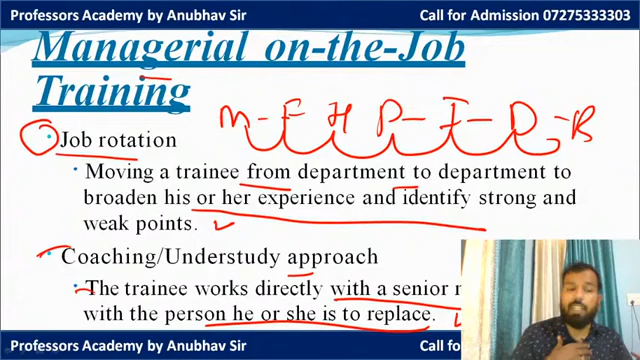 Professors Academy by Anubhav Sir Call for Admission 07275333303
Managerial on-the-Job
Training
M - F H P - F - D - B
Job rotation
Moving a trainee from department to department to
broaden his or her experience and identify strong and
weak points.
Coaching/Understudy approach
The trainee works directly with a senior
with the person he or she is to replace.
Professors Academy by Anubhav Sir Call for Admission 07275333303